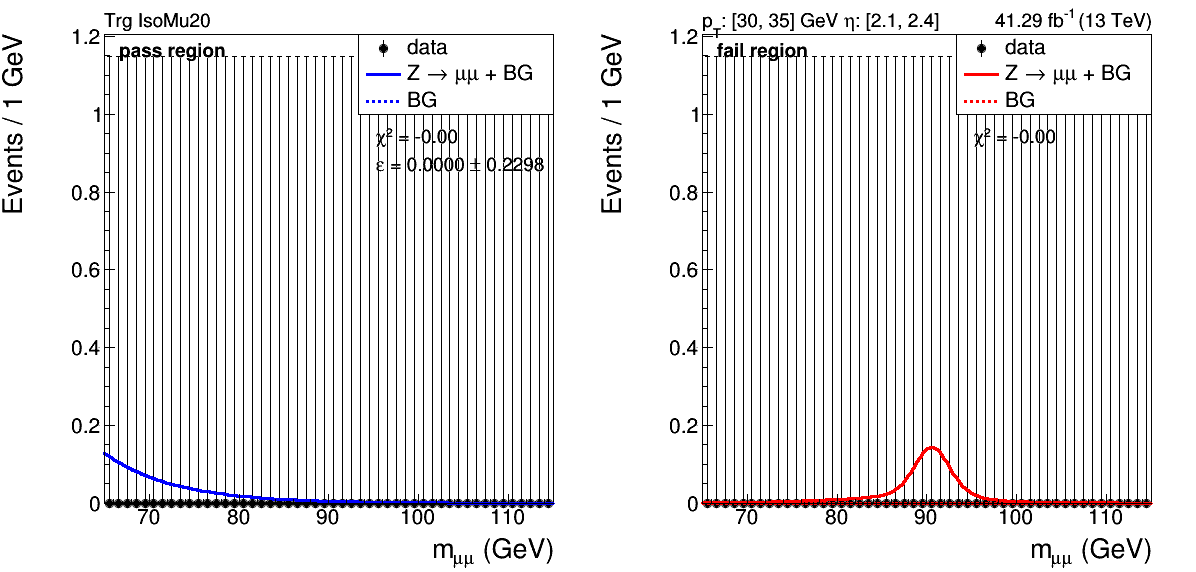 Trg IsoMu20
pass region
data
Z → μμ + BG
BG
χ² = -0.00
ε = 0.0000 ± 0.2298
Events / 1 GeV
1.2
1
0.8
0.6
0.4
0.2
0
70 80 90 100 110
mμμ (GeV)
pT: [30, 35] GeV η: [2.1, 2.4] 41.29 fb⁻¹ (13 TeV)
fail region
data
Z → μμ + BG
BG
χ² = -0.00
Events / 1 GeV
1.2
1
0.8
0.6
0.4
0.2
0
70 80 90 100 110
mμμ (GeV)